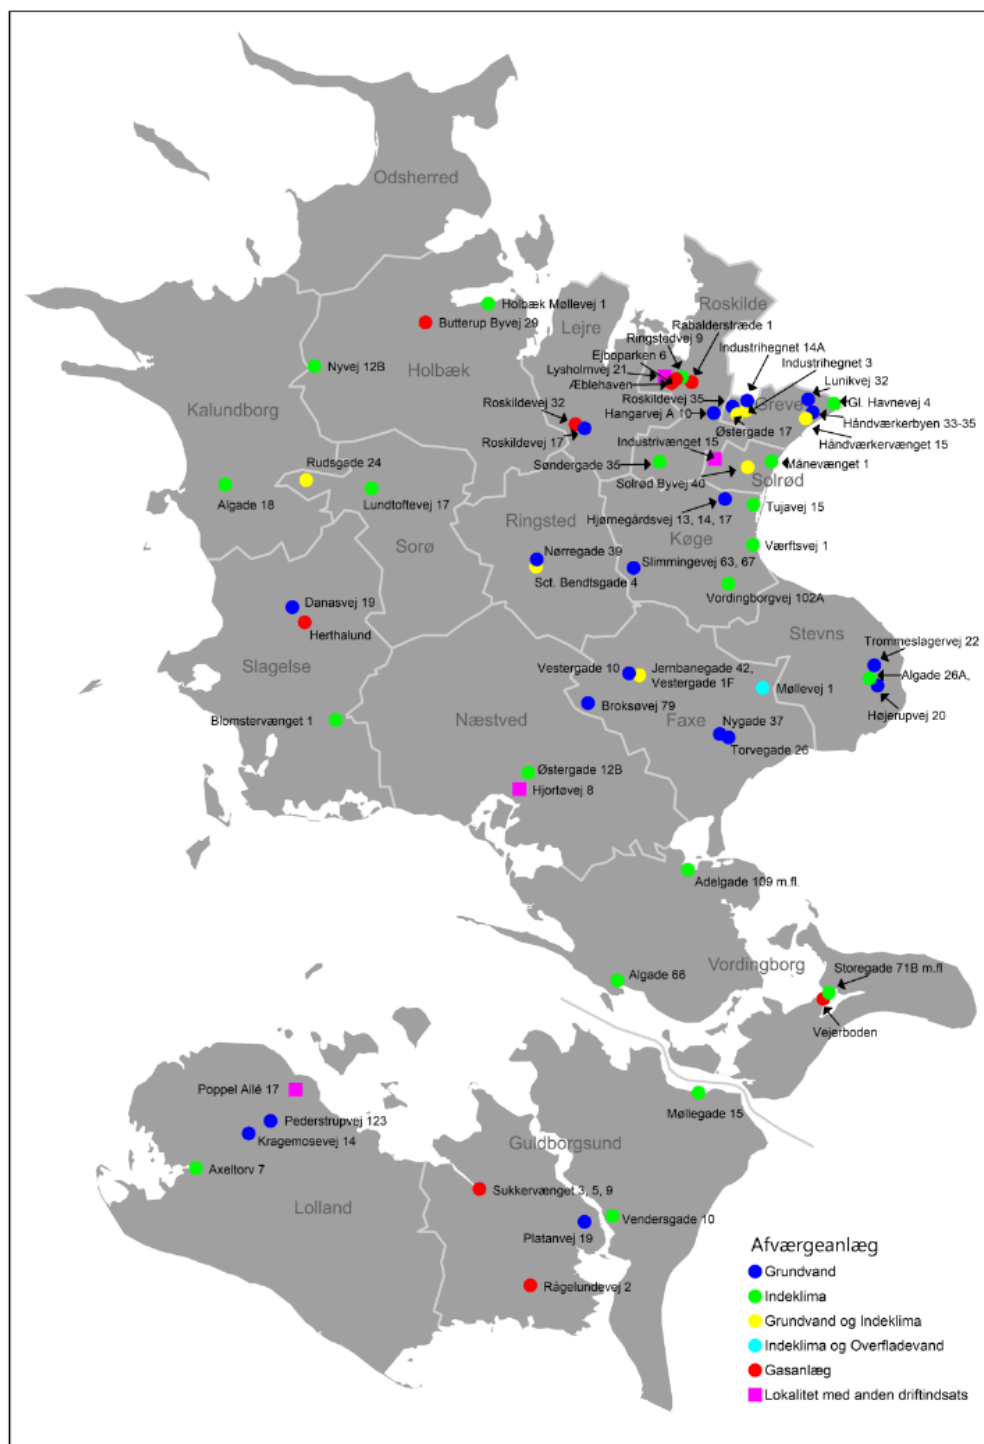 Odsherred
Holbæk Møllevej 1
Roskilde
Butterup Byvej 29
Lejre
Rabalderstræde 1
Ringstedvej 9
Industrihegnet 14A
Ejboparken 6
Industrihegnet 3
Nyvej 12B
Holbæk
Lysholmvej 21
Lunikvej 32
Æblehaven
Roskildevej 35
Greve
Gl. Havnevej 4
Kalundborg
Roskildevej 32
Hangarvej A 10
Håndværkerbyen 33-35
Østergade 17
Roskildevej 17
Industrivænget 15
Håndværkervænget 15
Rudsgade 24
Søndergade 35
Månevænget 1
Solrød Byvej 40
Solrød
Algade 18
Lundtoftevej 17
Tujavej 15
Ringsted
Hjørnegårdsvej 13, 14, 17
Køge
Sorø
Nørregade 39
Værftsvej 1
Slimmingevej 63, 67
Sct. Bendtsgade 4
Vordingborgvej 102A
Danasvej 19
Herthalund
Stevns
Trommeslagervej 22
Slagelse
Vestergade 10
Jernbanegade 42,
Vestergade 1F
Algade 26A,
Møllevej 1
Broksøvej 79
Højerupvej 20
Blomstervænget 1
Næstved
Faxe
Nygade 37
Torvegade 26
Østergade 12B
Hjortøvej 8
Adelgade 109 m.fl.
Vordingborg
Algade 66
Storegade 71B m.fl
Vejerboden
Poppel Allé 17
Møllegade 15
Pederstrupvej 123
Kragemosevej 14
Guldborgsund
Axeltorv 7
Sukkervænget 3, 5, 9
Lolland
Vendersgade 10
Platanvej 19
Rågelundevej 2
Afværgeanlæg
Grundvand
Indeklima
Grundvand og Indeklima
Indeklima og Overfladevand
Gasanlæg
Lokalitet med anden driftindsats